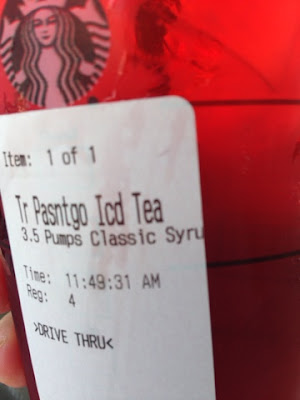 Item: 1 of 1
Tr Pasntgo Icd Tea
3.5 Pumps Classic Syru
Time: 11:49:31 AM
Reg: 4
>DRIVE THRU<